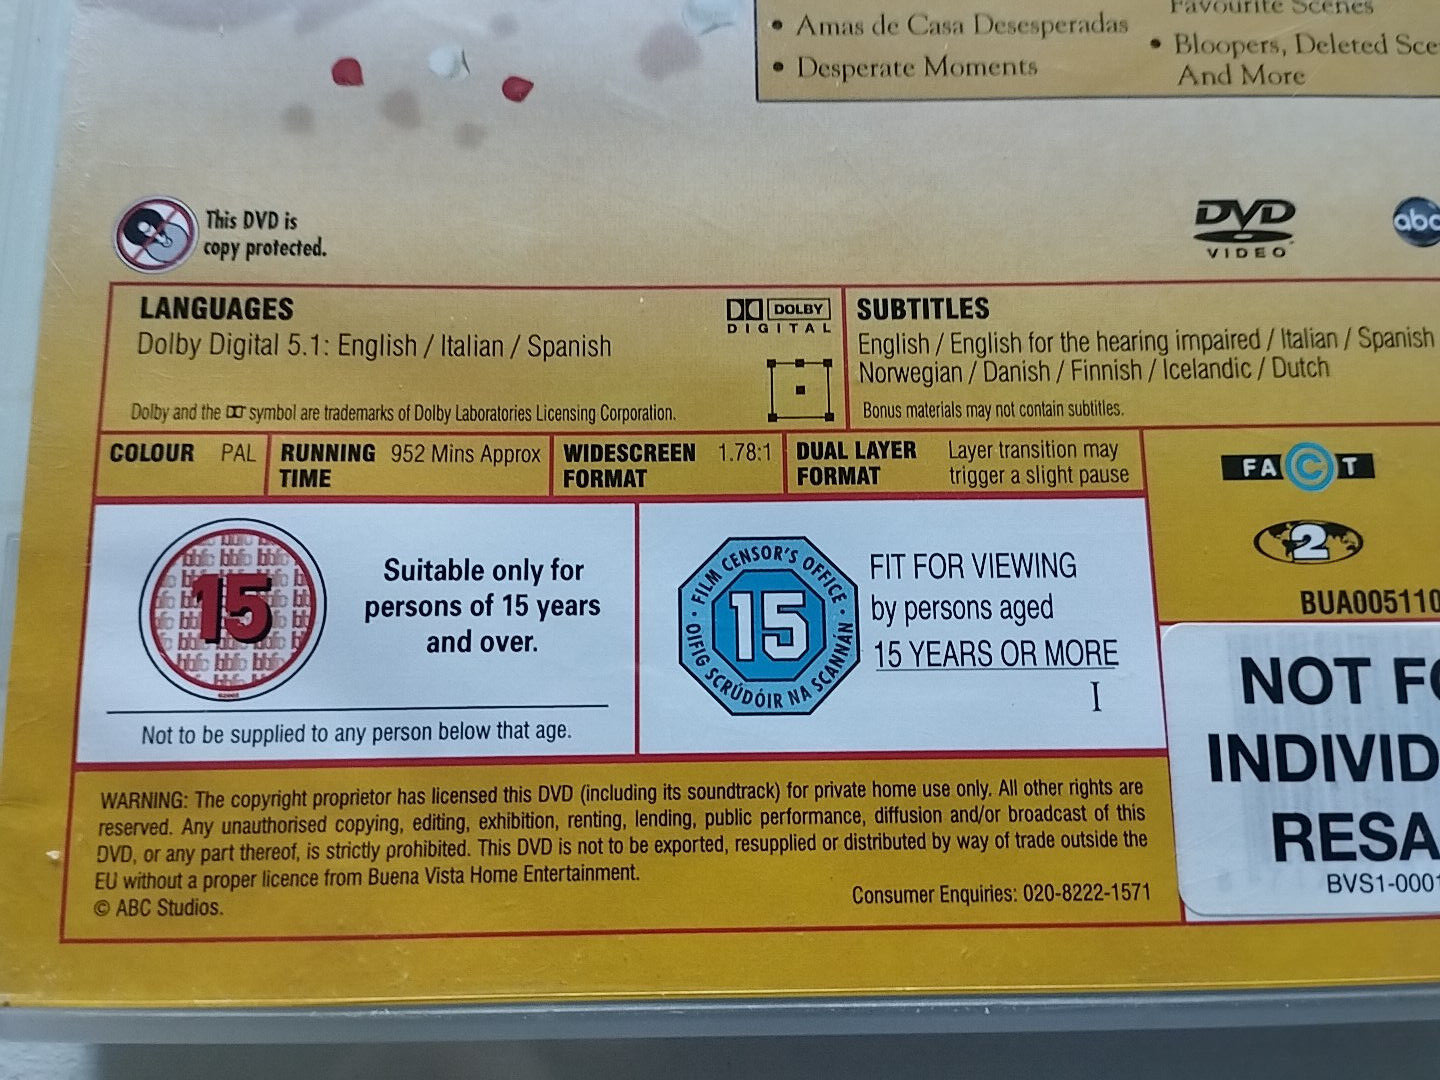 Favourite Scenes
• Amas de Casa Desesperadas
• Desperate Moments
• Bloopers, Deleted Sce
And More
This DVD is
copy protected.
DVD
VIDEO
abc
LANGUAGES
Dolby Digital 5.1: English / Italian / Spanish
DOLBY
DIGITAL
Dolby and the symbol are trademarks of Dolby Laboratories Licensing Corporation.
SUBTITLES
English / English for the hearing impaired / Italian / Spanish
Norwegian / Danish / Finnish / Icelandic / Dutch
Bonus materials may not contain subtitles.
COLOUR PAL
RUNNING TIME 952 Mins Approx
WIDESCREEN FORMAT 1.78:1
DUAL LAYER FORMAT Layer transition may
trigger a slight pause
FACT
2
BUA005110
15
Suitable only for
persons of 15 years
and over.
Not to be supplied to any person below that age.
· FILM CENSOR'S OFFICE ·
15
OIFIG SCRÚDÓIR NA SCANNÁN
FIT FOR VIEWING
by persons aged
15 YEARS OR MORE
I
NOT FO
INDIVID
RESA
BVS1-0001
WARNING: The copyright proprietor has licensed this DVD (including its soundtrack) for private home use only. All other rights are
reserved. Any unauthorised copying, editing, exhibition, renting, lending, public performance, diffusion and/or broadcast of this
DVD, or any part thereof, is strictly prohibited. This DVD is not to be exported, resupplied or distributed by way of trade outside the
EU without a proper licence from Buena Vista Home Entertainment.
© ABC Studios.
Consumer Enquiries: 020-8222-1571